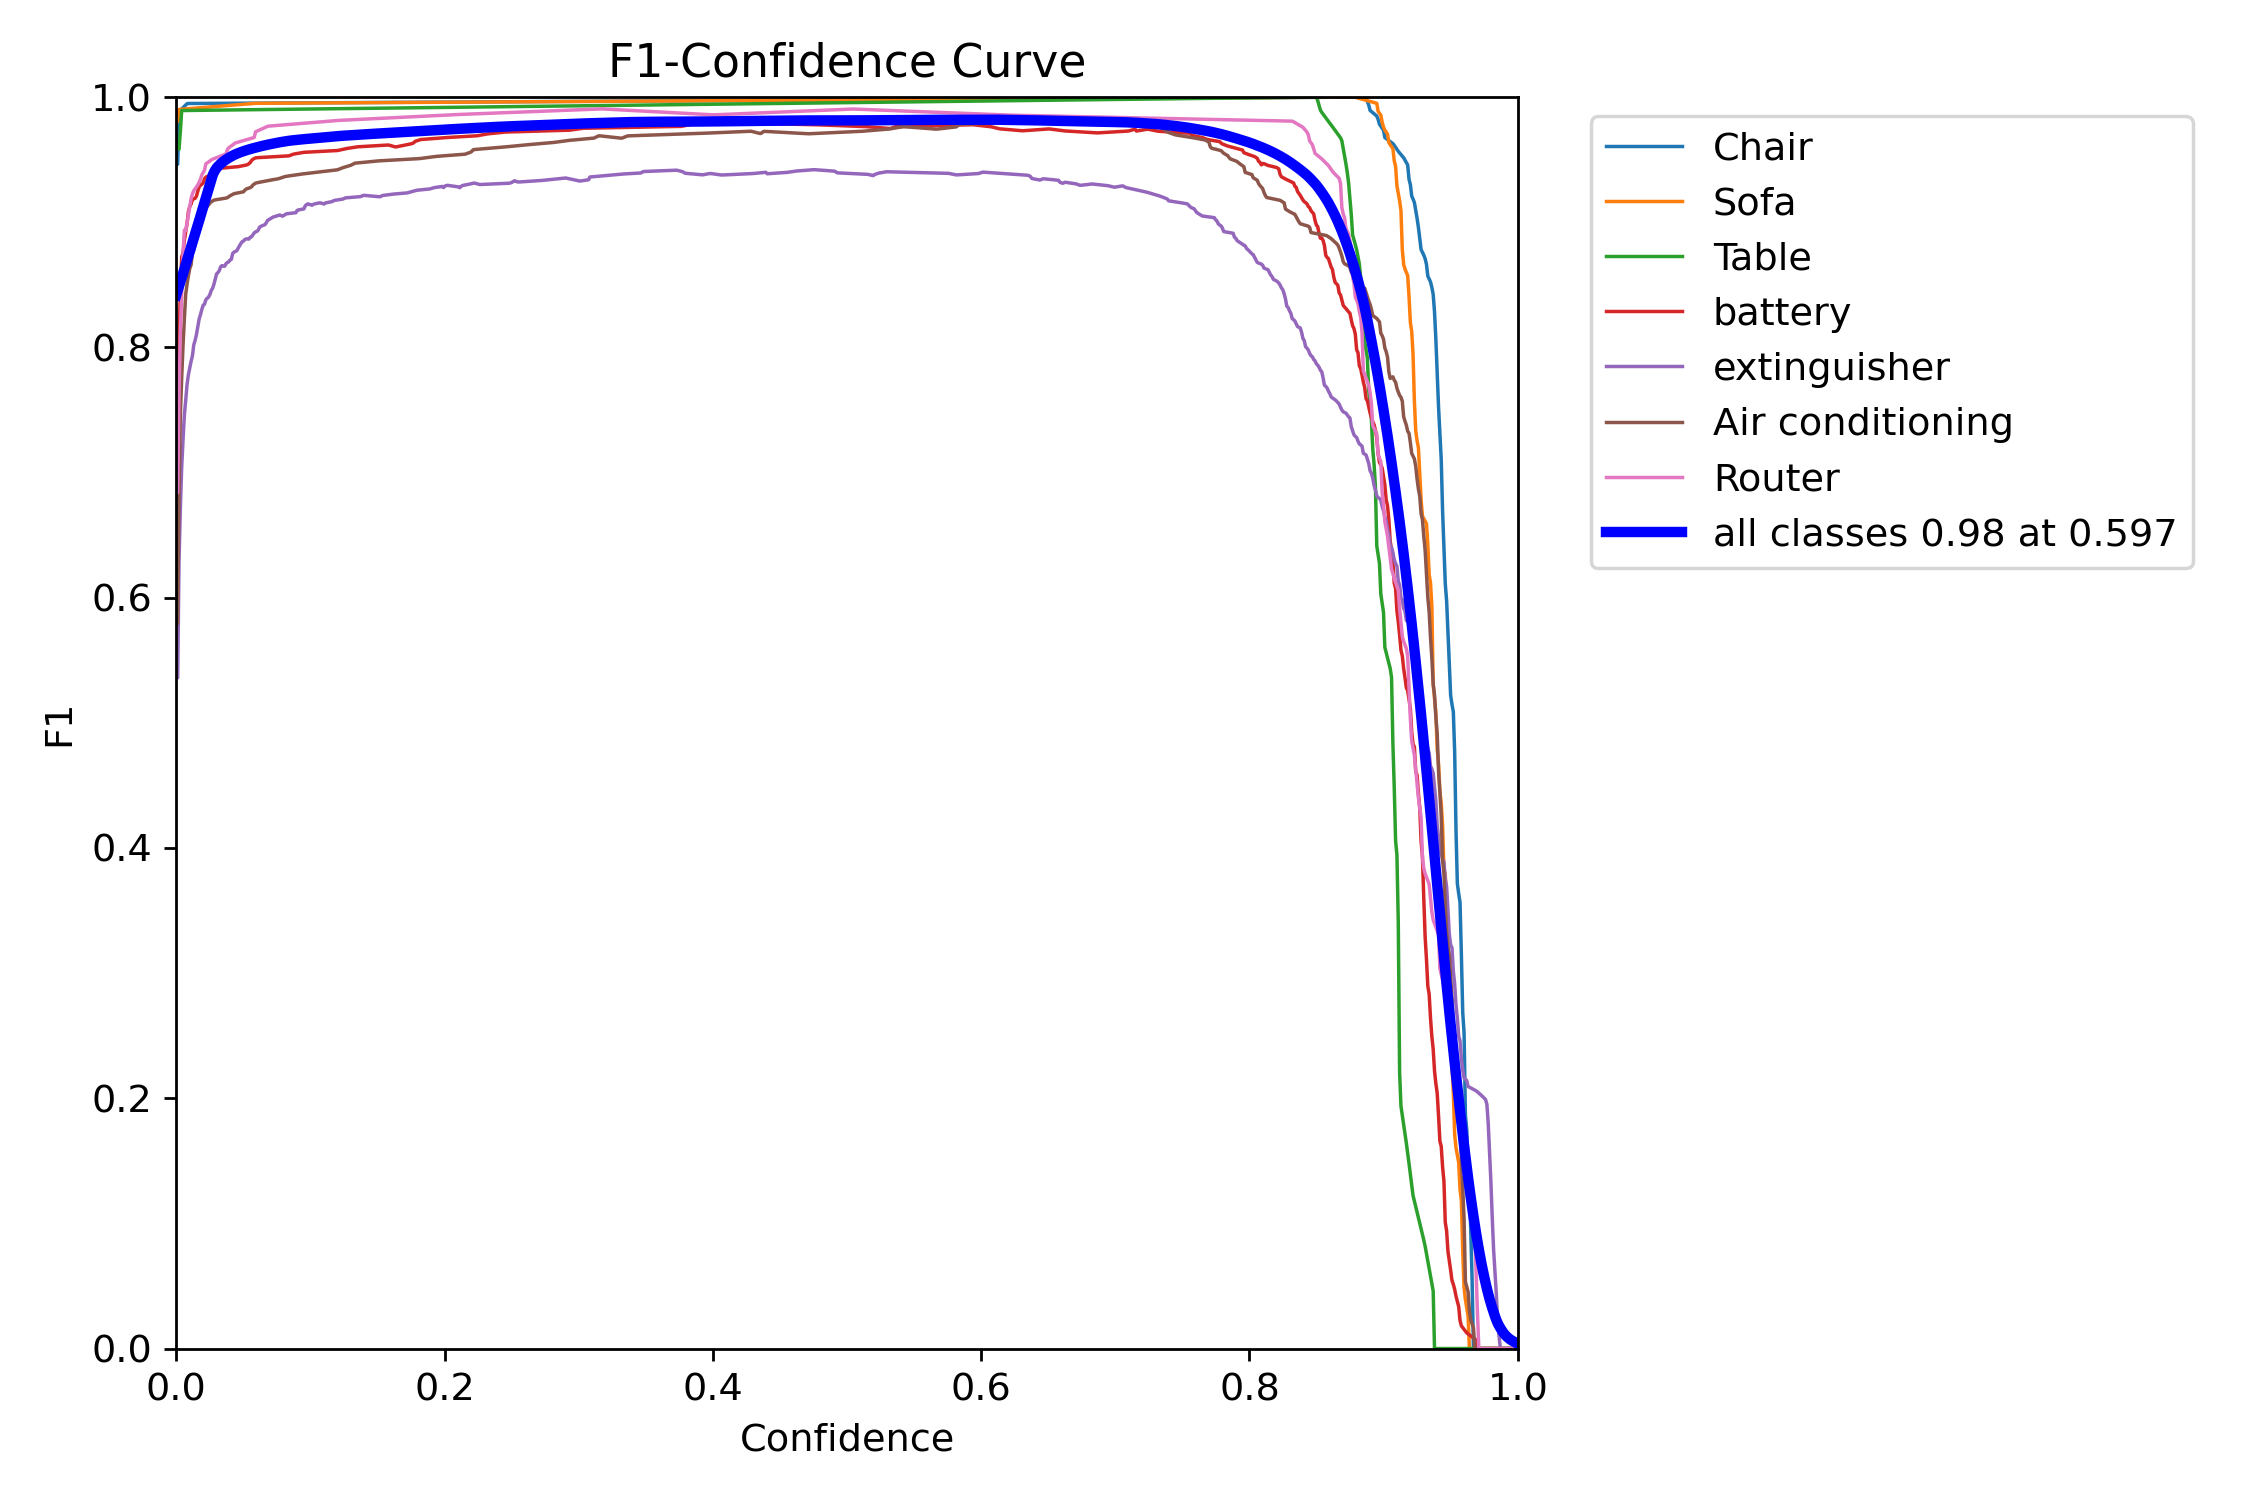 F1-Confidence Curve
1.0
0.8
0.6
0.4
0.2
0.0
F1
0.0 0.2 0.4 0.6 0.8 1.0
Confidence
Chair
Sofa
Table
battery
extinguisher
Air conditioning
Router
all classes 0.98 at 0.597